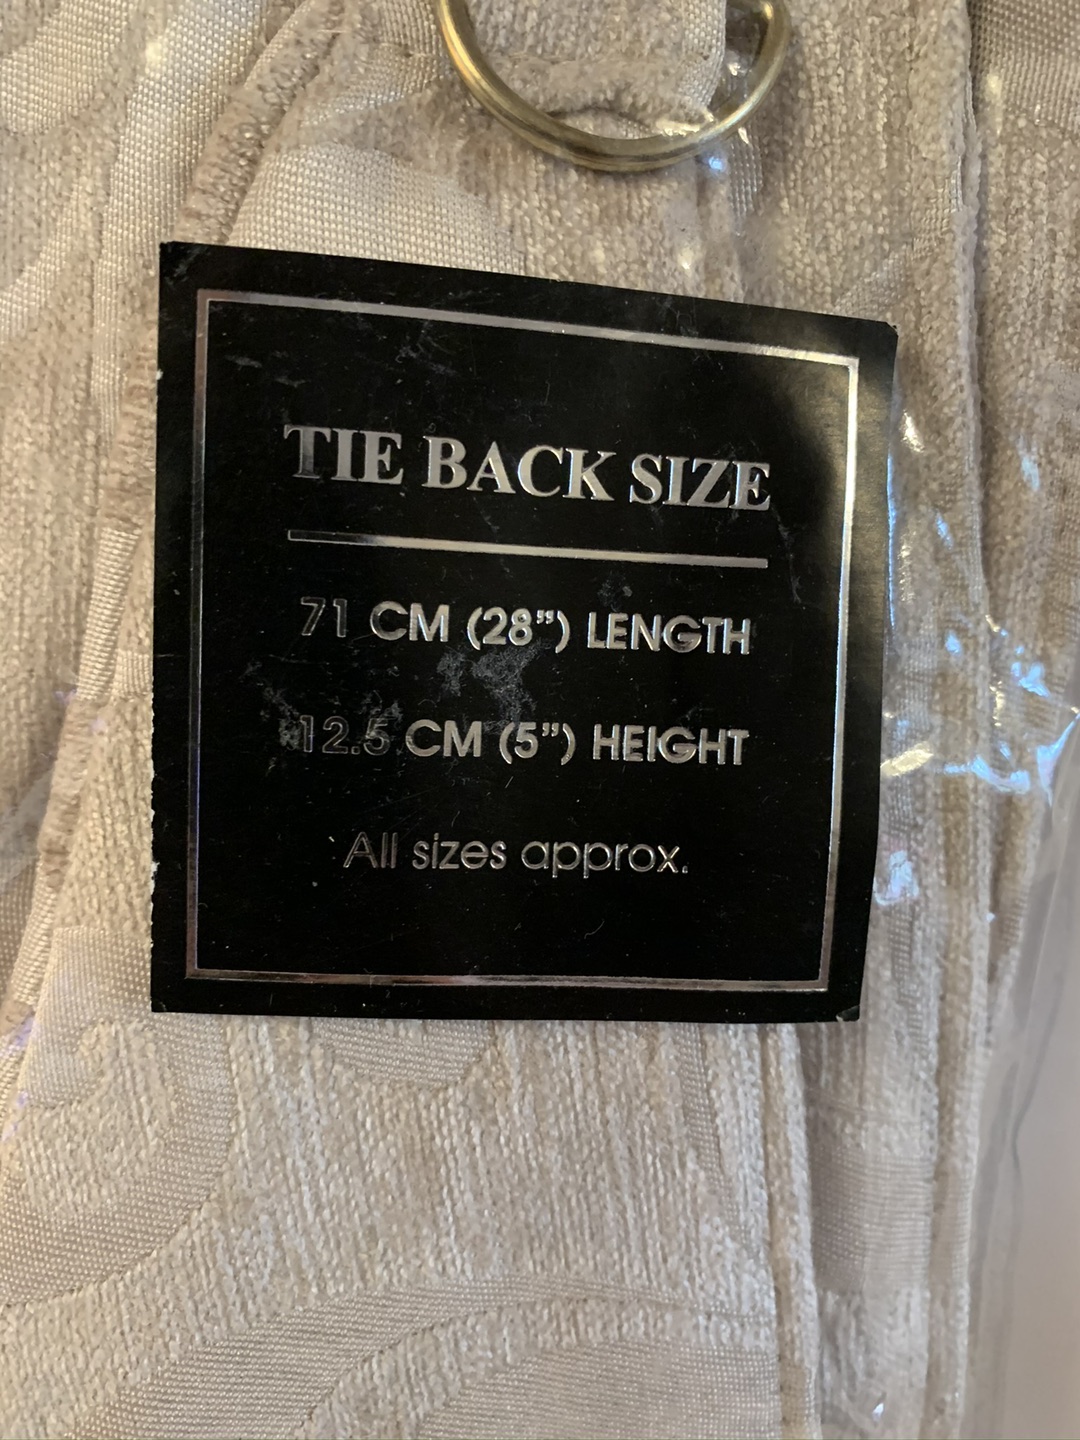 TIE BACK SIZE
71 CM (28”) LENGTH
12.5 CM (5”) HEIGHT
All sizes approx.